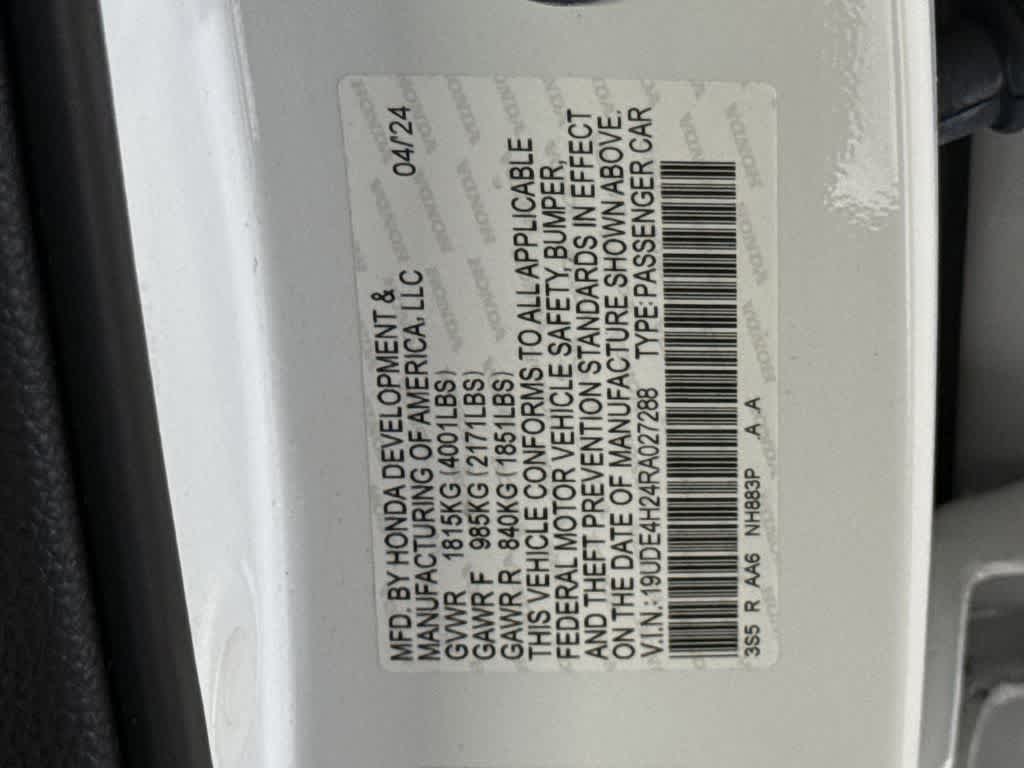 MFD. BY HONDA DEVELOPMENT &
MANUFACTURING OF AMERICA. LLC 04/'24
GVWR 1815KG (4001LBS)
GAWR F 985KG (2171LBS)
GAWR R 840KG (1851LBS)
THIS VEHICLE CONFORMS TO ALL APPLICABLE
FEDERAL MOTOR VEHICLE SAFETY, BUMPER,
AND THEFT PREVENTION STANDARDS IN EFFECT
ON THE DATE OF MANUFACTURE SHOWN ABOVE.
V.I.N.: 19UDE4H24RA027288 TYPE: PASSENGER CAR
3S5 R AA6 NH883P A A